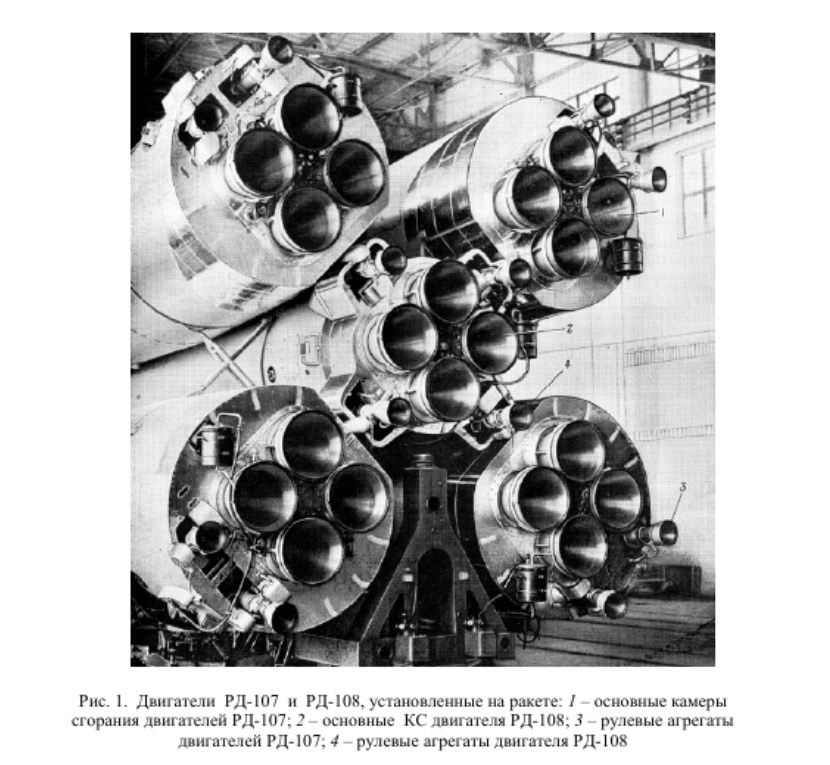 1
2
4
3
Рис. 1. Двигатели РД-107 и РД-108, установленные на ракете: 1 – основные камеры
сгорания двигателей РД-107; 2 – основные КС двигателя РД-108; 3 – рулевые агрегаты
двигателей РД-107; 4 – рулевые агрегаты двигателя РД-108